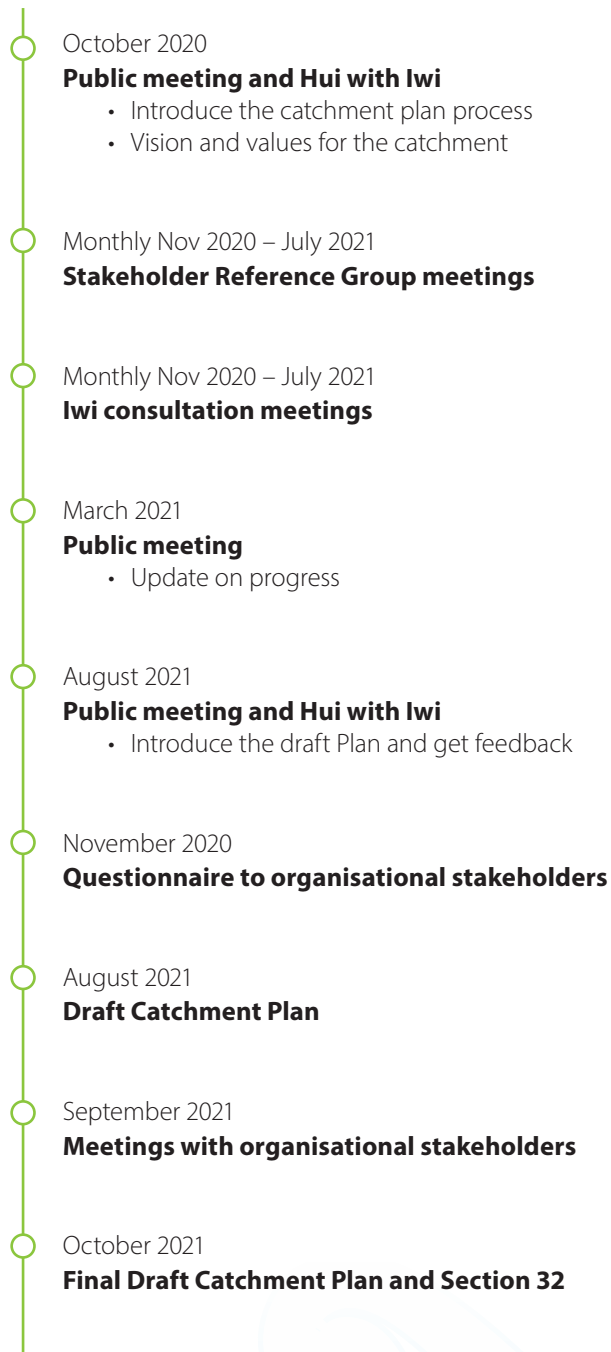 October 2020
Public meeting and Hui with Iwi
• Introduce the catchment plan process
• Vision and values for the catchment
Monthly Nov 2020 – July 2021
Stakeholder Reference Group meetings
Monthly Nov 2020 – July 2021
Iwi consultation meetings
March 2021
Public meeting
• Update on progress
August 2021
Public meeting and Hui with Iwi
• Introduce the draft Plan and get feedback
November 2020
Questionnaire to organisational stakeholders
August 2021
Draft Catchment Plan
September 2021
Meetings with organisational stakeholders
October 2021
Final Draft Catchment Plan and Section 32